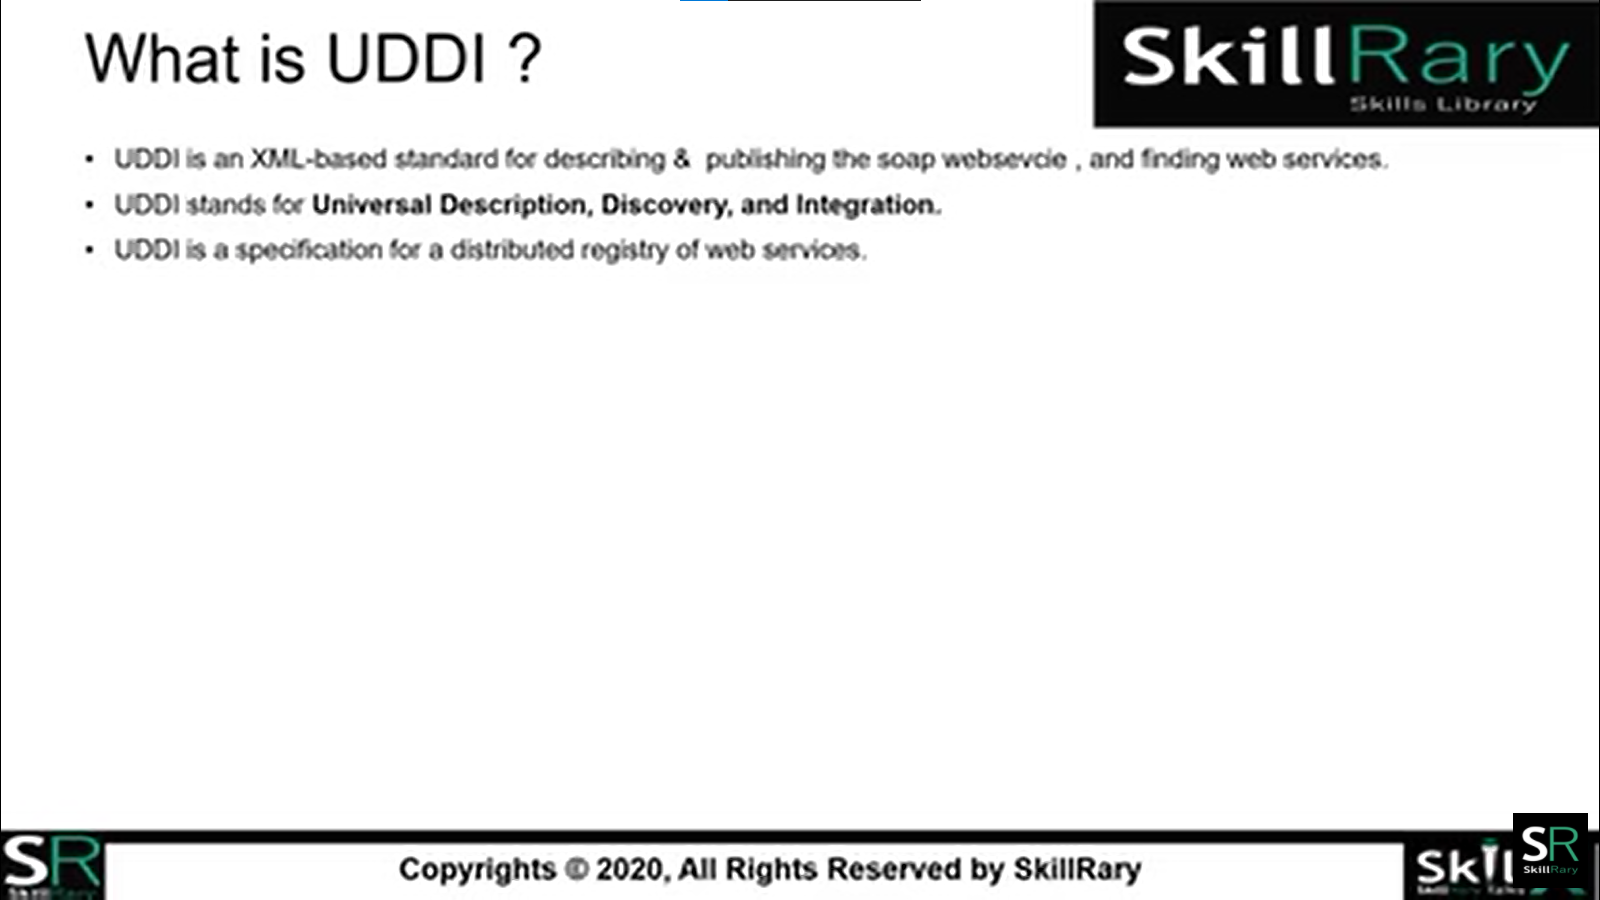 What is UDDI ?
SkillRary
Skills Library
• UDDI is an XML-based standard for describing & publishing the soap websevcie , and finding web services.
• UDDI stands for Universal Description, Discovery, and Integration.
• UDDI is a specification for a distributed registry of web services.
SR
Copyrights © 2020, All Rights Reserved by SkillRary
Skil
SR
SkillRary